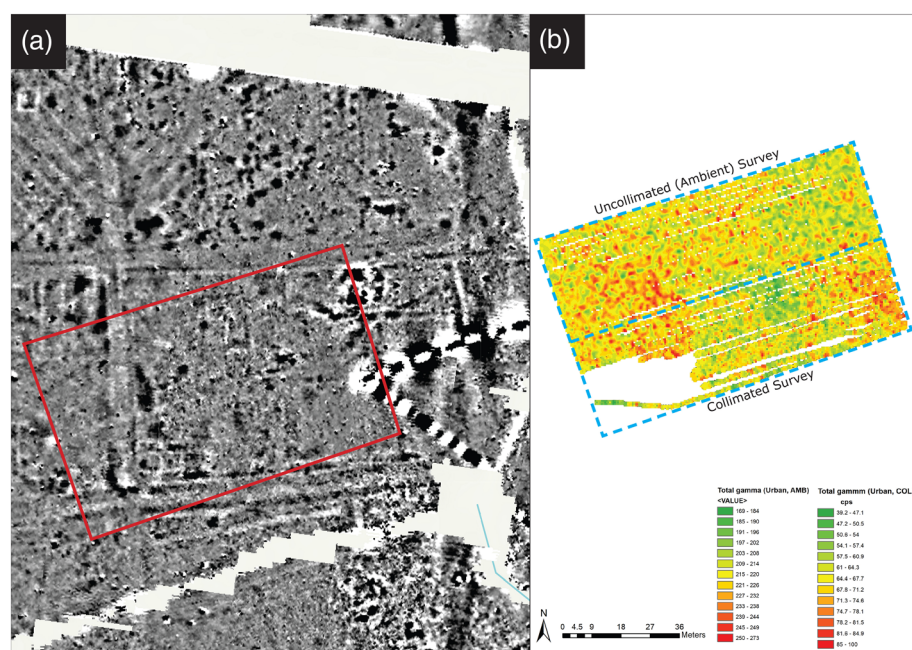 (a)
(b)
Uncollimated (Ambient) Survey
Collimated Survey
Total gamma (Urban, AMB)
<VALUE>
169 - 184
185 - 190
191 - 196
197 - 202
203 - 208
209 - 214
215 - 220
221 - 226
227 - 232
233 - 238
239 - 244
245 - 249
250 - 273
Total gammm (Urban, COL
cps
39.2 - 47.1
47.2 - 50.5
50.6 - 54
54.1 - 57.4
57.5 - 60.9
61 - 64.3
64.4 - 67.7
67.8 - 71.2
71.3 - 74.6
74.7 - 78.1
78.2 - 81.5
81.6 - 84.9
85 - 100
N
0 4.5 9 18 27 36
Meters